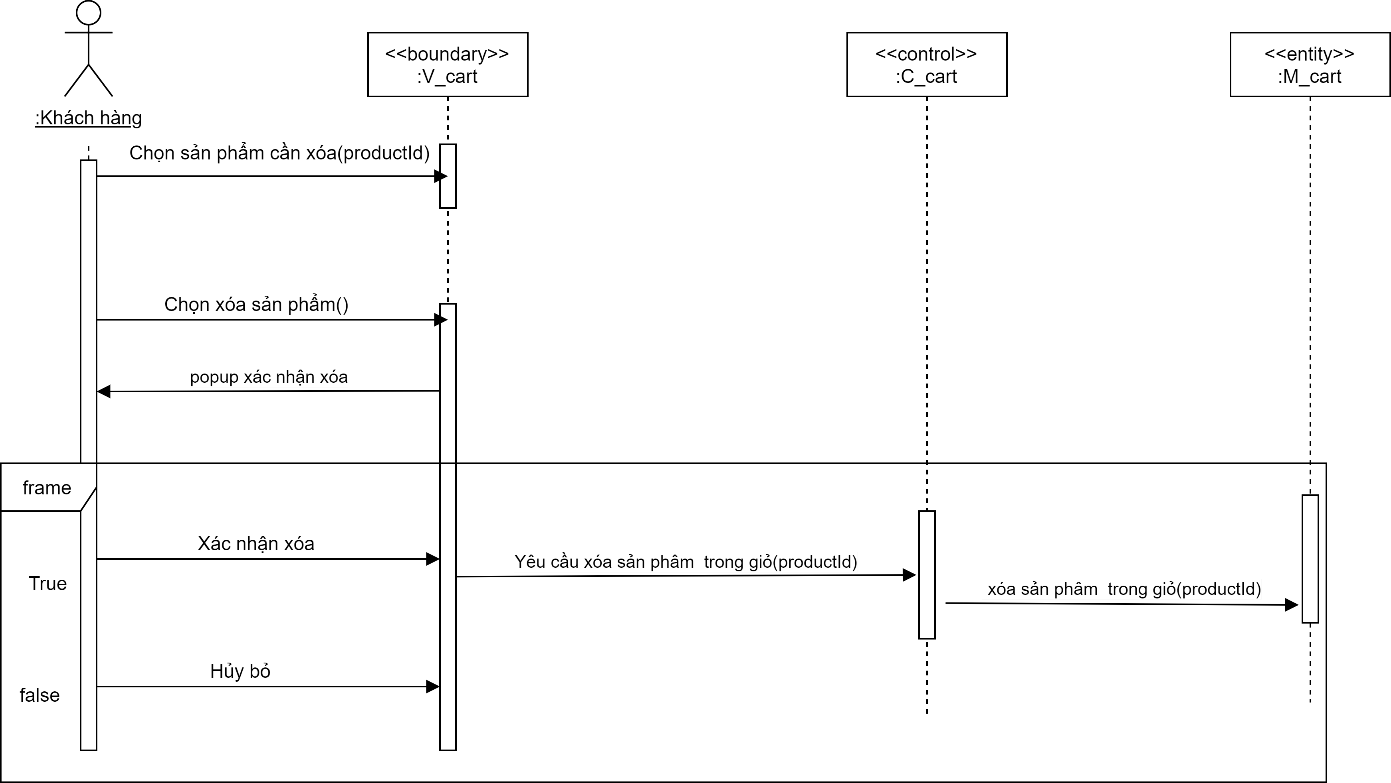 <<boundary>>
:V_cart
<<control>>
:C_cart
<<entity>>
:M_cart
:Khách hàng
Chọn sản phẩm cần xóa(productId)
Chọn xóa sản phẩm()
popup xác nhận xóa
frame
Xác nhận xóa
Yêu cầu xóa sản phâm  trong giỏ(productId)
True
xóa sản phâm  trong giỏ(productId)
Hủy bỏ
false